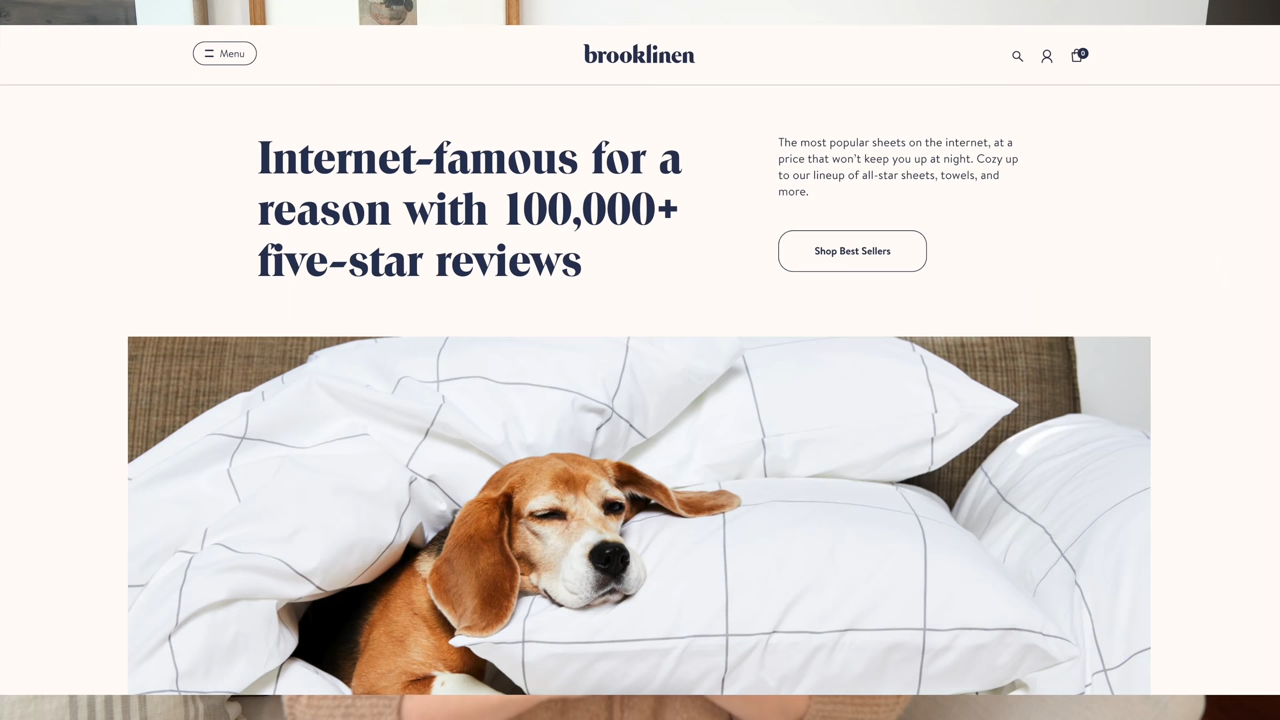 Menu
brooklinen
0
Internet-famous for a
reason with 100,000+
five-star reviews
The most popular sheets on the internet, at a
price that won't keep you up at night. Cozy up
to our lineup of all-star sheets, towels, and
more.
Shop Best Sellers